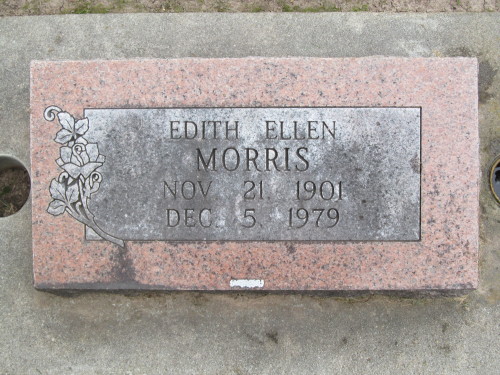 EDITH ELLEN
MORRIS
NOV. 21, 1901
DEC. 5, 1979